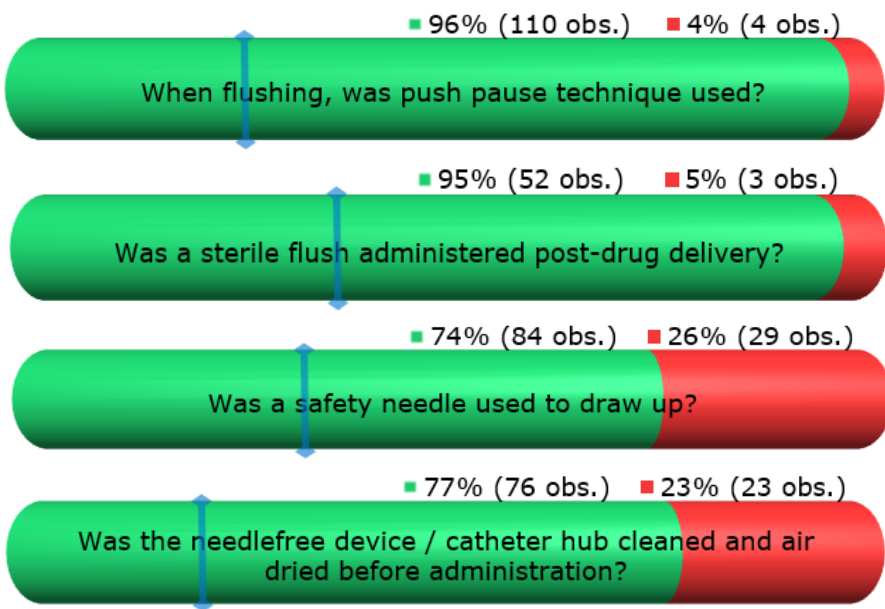 96% (110 obs.) 4% (4 obs.)
When flushing, was push pause technique used?
95% (52 obs.) 5% (3 obs.)
Was a sterile flush administered post-drug delivery?
74% (84 obs.) 26% (29 obs.)
Was a safety needle used to draw up?
77% (76 obs.) 23% (23 obs.)
Was the needlefree device / catheter hub cleaned and air
dried before administration?